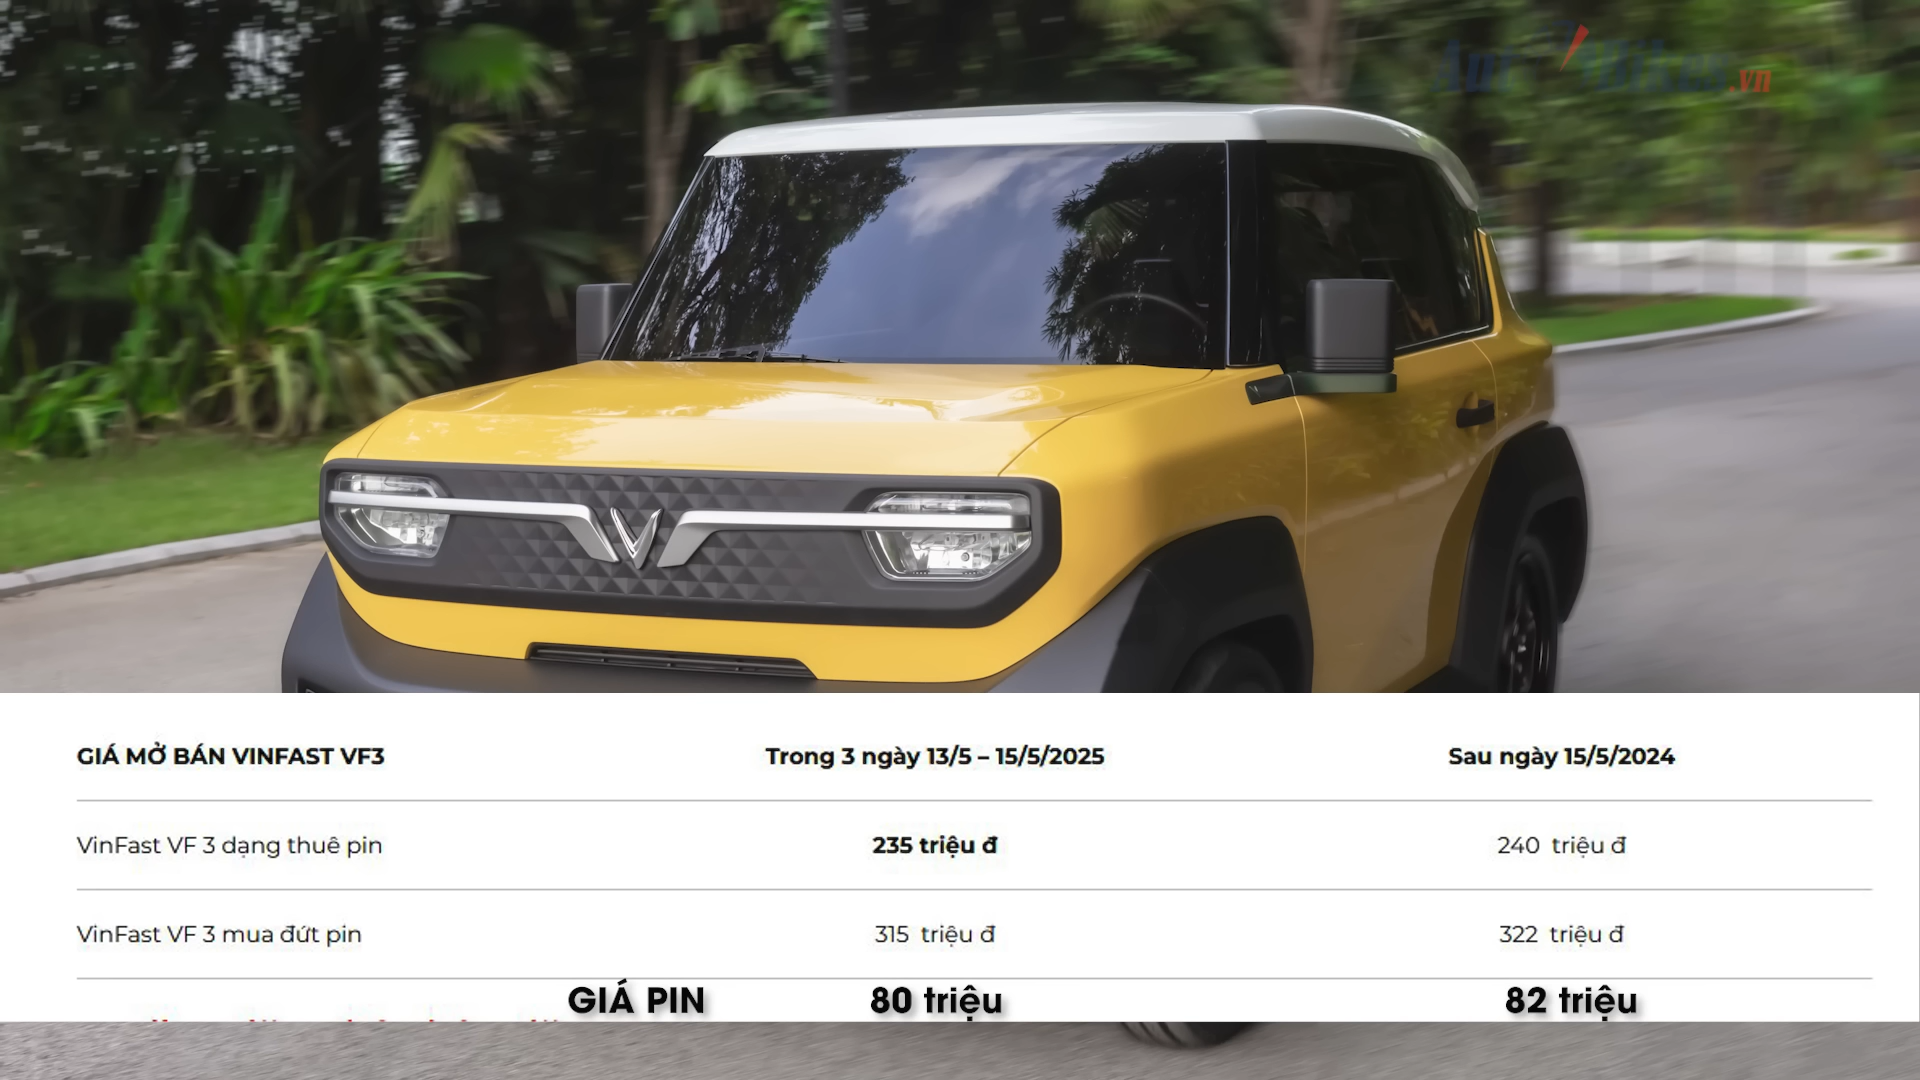 .vn
GIÁ MỞ BÁN VINFAST VF3 Trong 3 ngày 13/5 – 15/5/2025 Sau ngày 15/5/2024
VinFast VF 3 dạng thuê pin 235 triệu đ 240 triệu đ
VinFast VF 3 mua đứt pin 315 triệu đ 322 triệu đ
GIÁ PIN 80 triệu 82 triệu